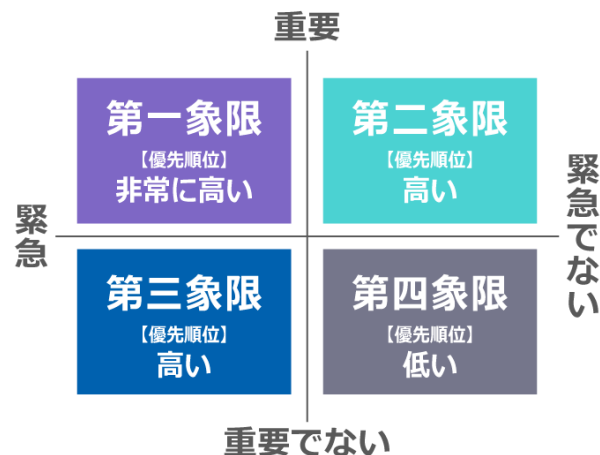 重要
第一象限
【優先順位】
非常に高い
第二象限
【優先順位】
高い
緊急
緊急でない
第三象限
【優先順位】
高い
第四象限
【優先順位】
低い
重要でない